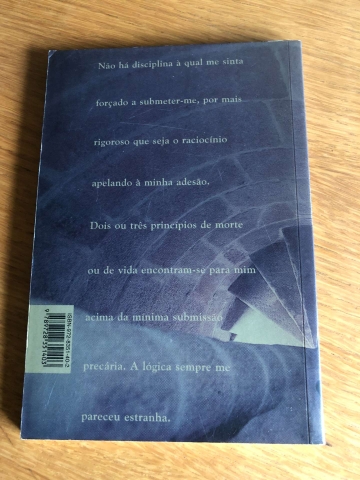 Não há disciplina à qual me sinta
forçado a submeter-me, por mais
rigoroso que seja o raciocínio
apelando à minha adesão.
Dois ou três princípios de morte
ou de vida encontram-se para mim
acima da mínima submissão
precária. A lógica sempre me
pareceu estranha.